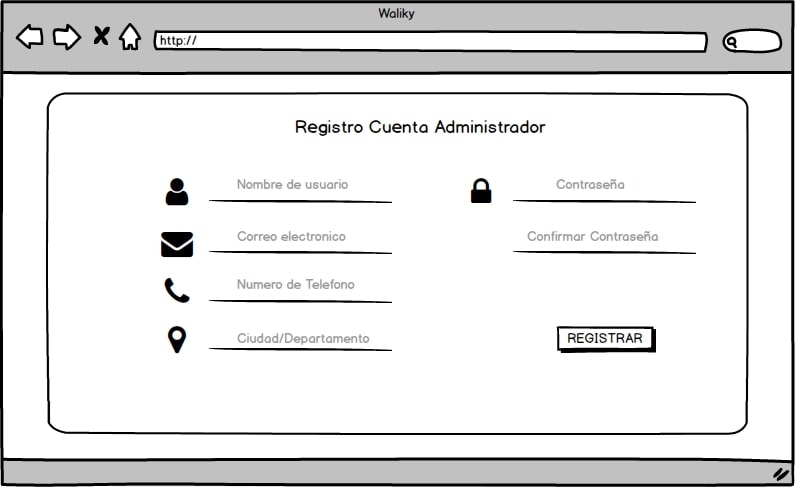 Waliky
http://
Registro Cuenta Administrador
Nombre de usuario
Contraseña
Correo electronico
Confirmar Contraseña
Numero de Telefono
Ciudad/Departamento
REGISTRAR